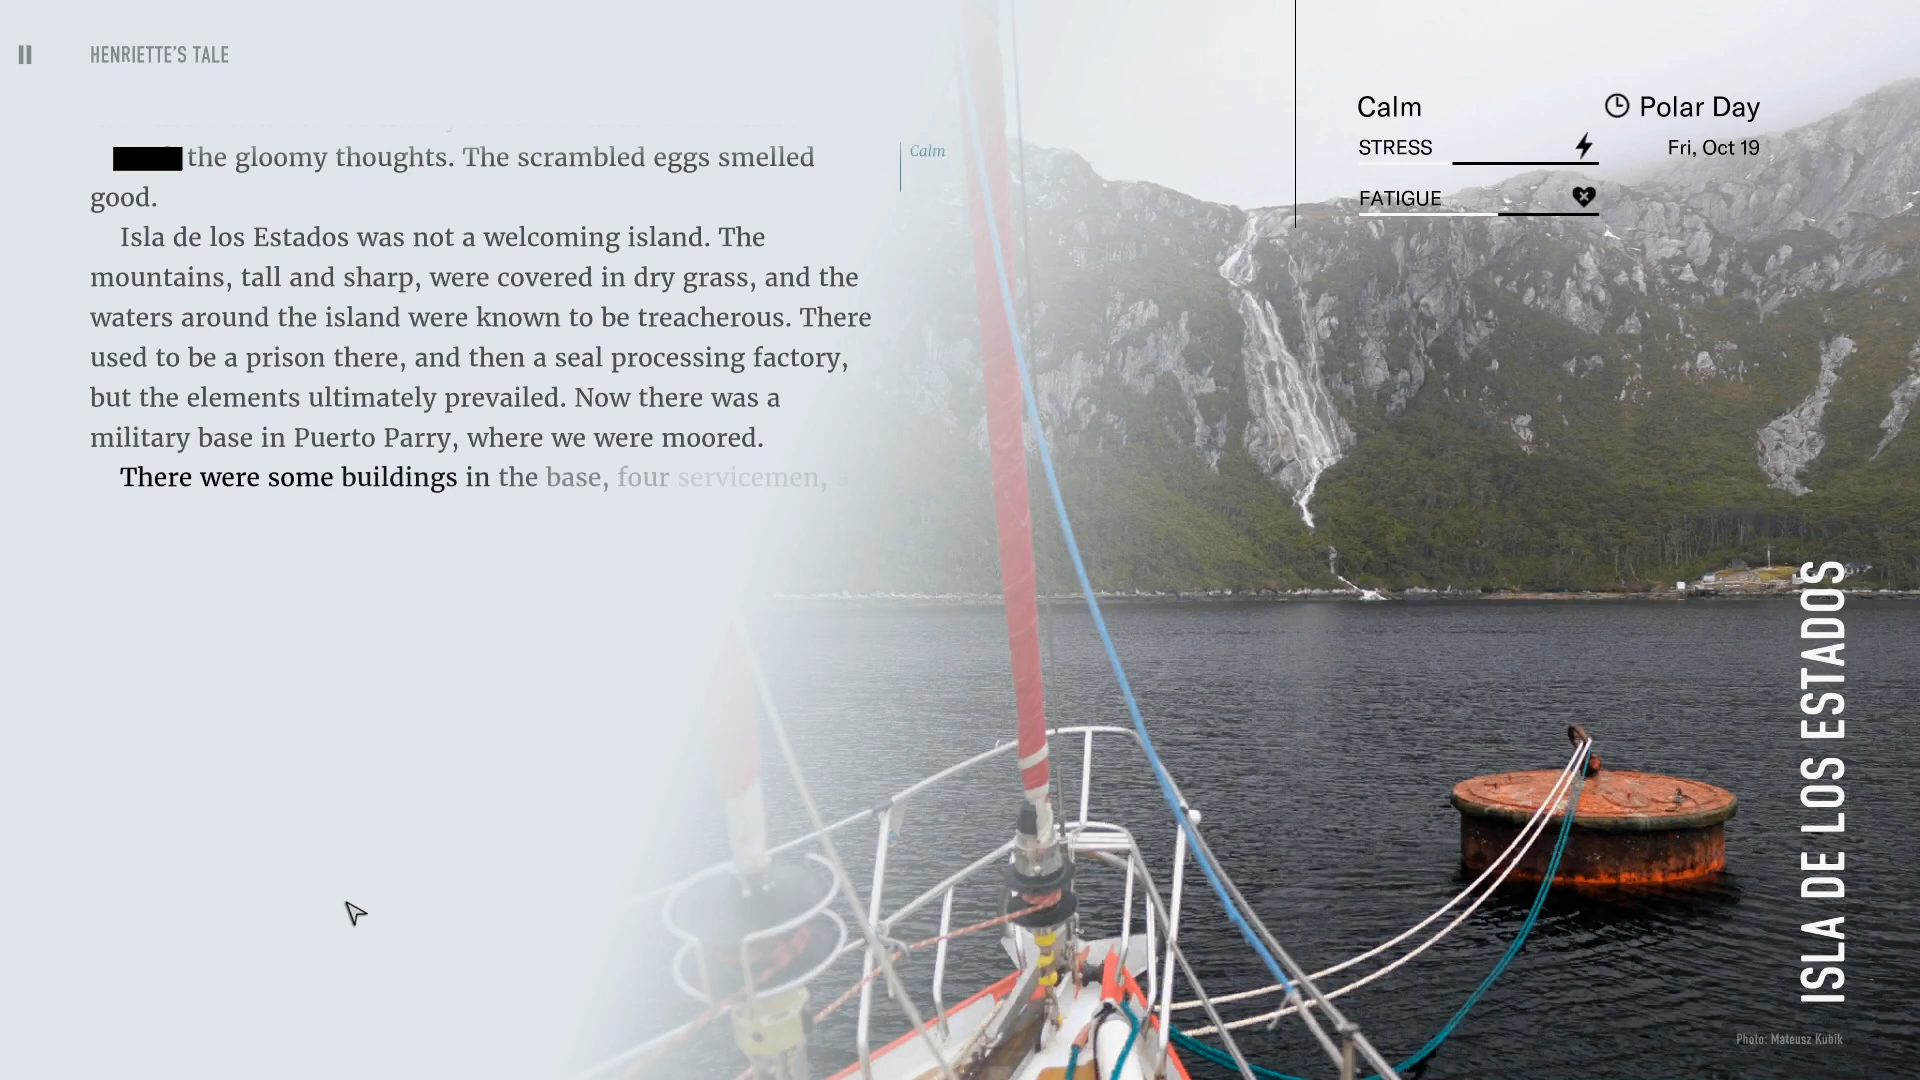 HENRIETTE'S TALE
the gloomy thoughts. The scrambled eggs smelled
good.
Isla de los Estados was not a welcoming island. The
mountains, tall and sharp, were covered in dry grass, and the
waters around the island were known to be treacherous. There
used to be a prison there, and then a seal processing factory,
but the elements ultimately prevailed. Now there was a
military base in Puerto Parry, where we were moored.
There were some buildings in the base, four servicemen,
Calm
Calm
STRESS
FATIGUE
Polar Day
Fri, Oct 19
ISLA DE LOS ESTADOS
Photo: Mateusz Kubik